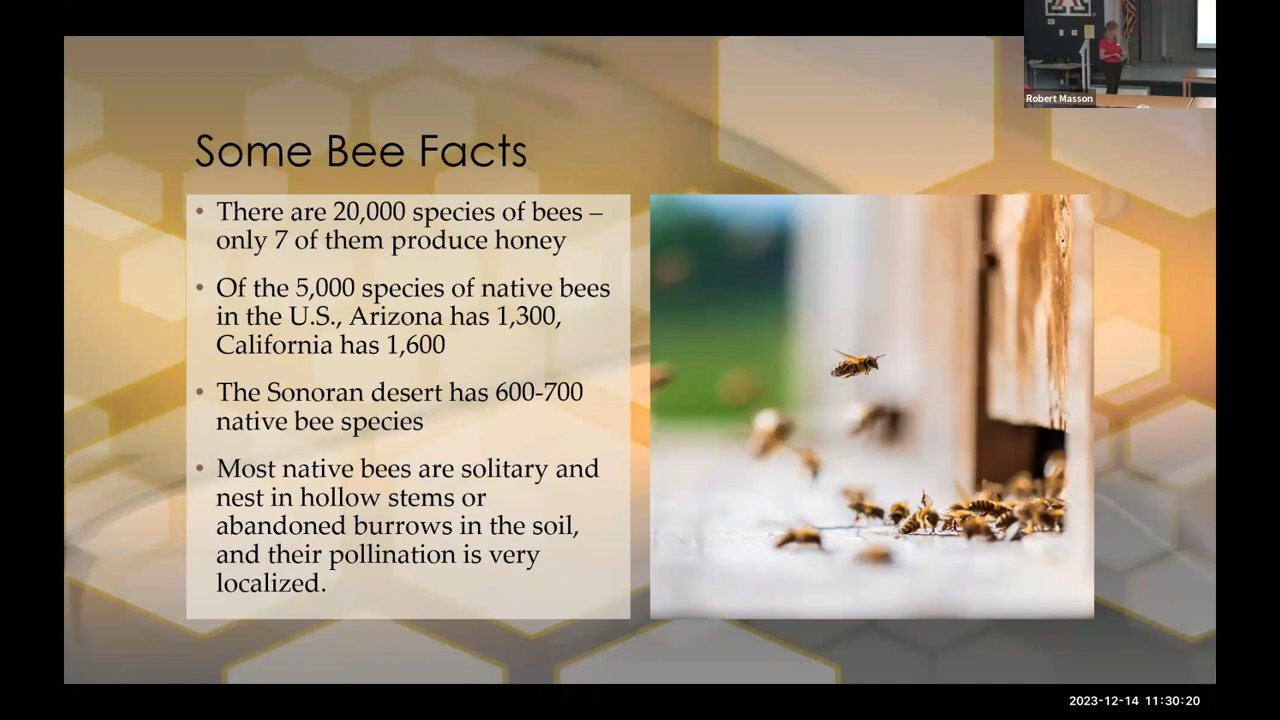 Robert Masson
Some Bee Facts
• There are 20,000 species of bees –
only 7 of them produce honey
• Of the 5,000 species of native bees
in the U.S., Arizona has 1,300,
California has 1,600
• The Sonoran desert has 600-700
native bee species
• Most native bees are solitary and
nest in hollow stems or
abandoned burrows in the soil,
and their pollination is very
localized.
2023-12-14 11:30:20